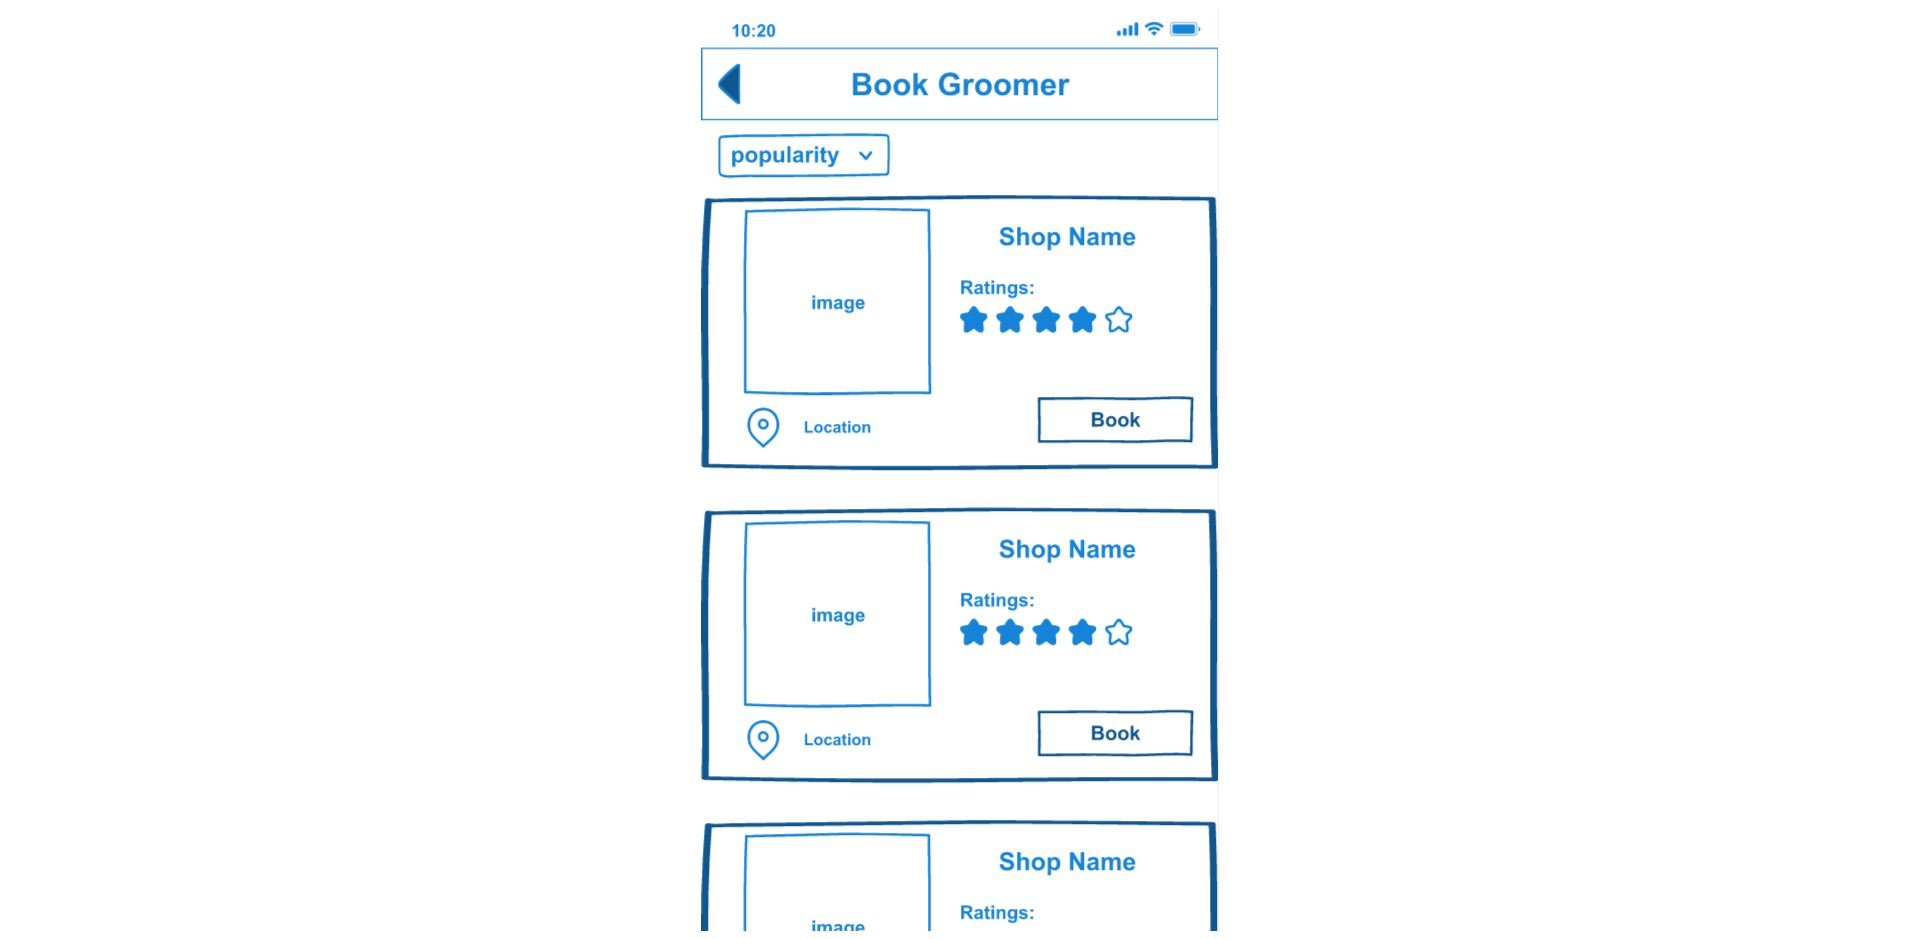 10:20
Book Groomer
popularity
Shop Name
Ratings:
image
Location
Book
Shop Name
Ratings:
image
Location
Book
Shop Name
Ratings:
image